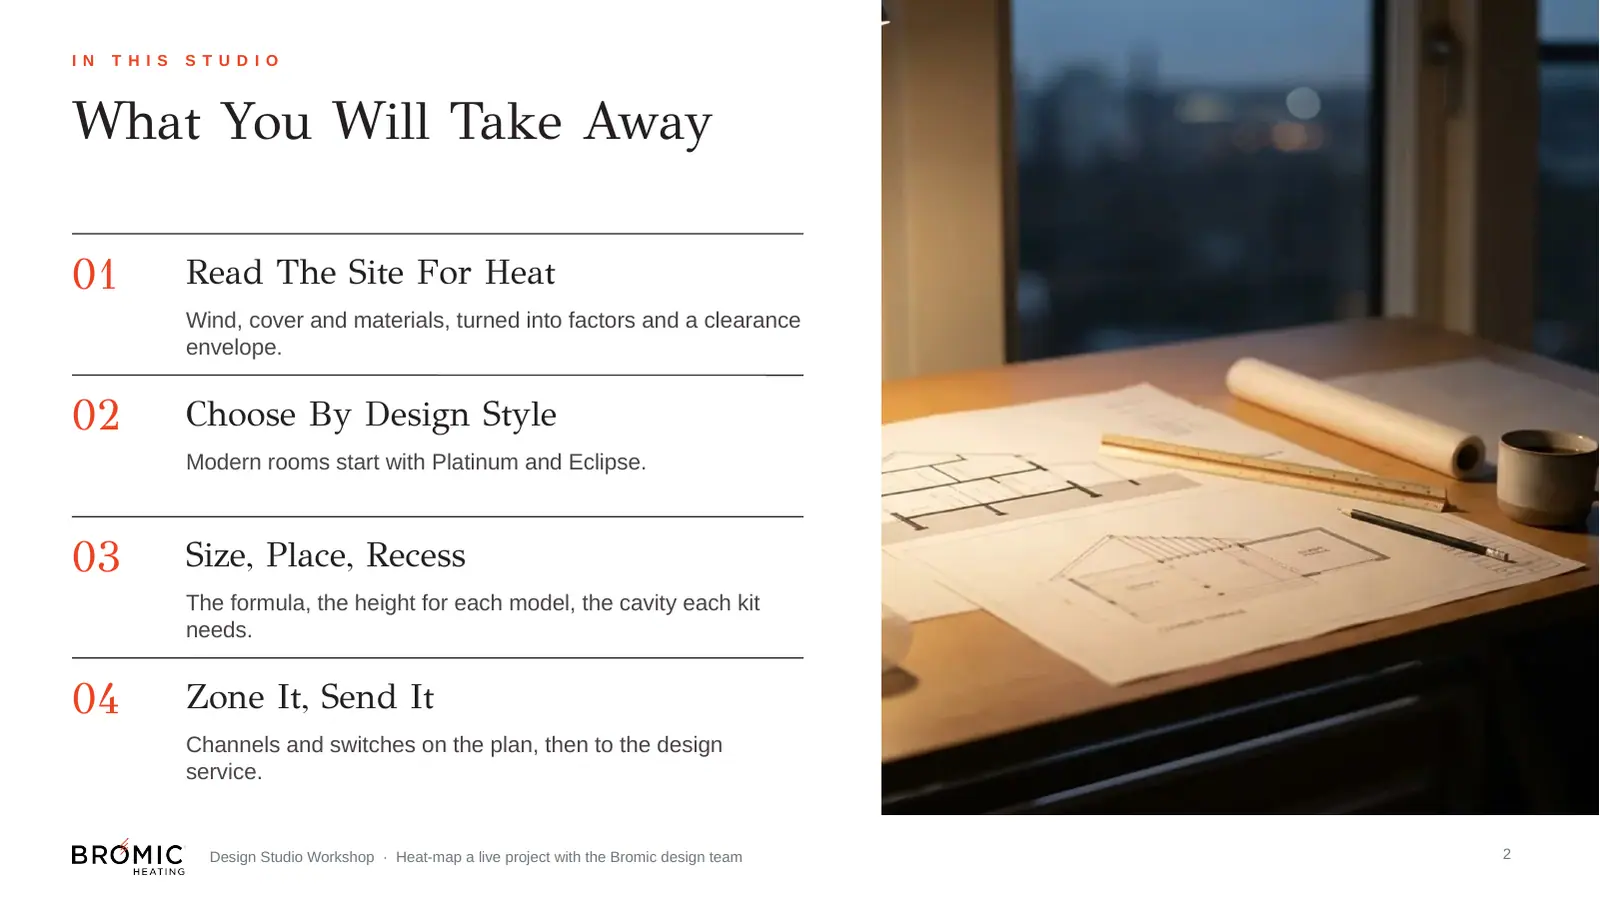 IN THIS STUDIO
What You Will Take Away
01
Read The Site For Heat
Wind, cover and materials, turned into factors and a clearance
envelope.
02
Choose By Design Style
Modern rooms start with Platinum and Eclipse.
03
Size, Place, Recess
The formula, the height for each model, the cavity each kit
needs.
04
Zone It, Send It
Channels and switches on the plan, then to the design
service.
BROMIC
HEATING
Design Studio Workshop · Heat-map a live project with the Bromic design team
2